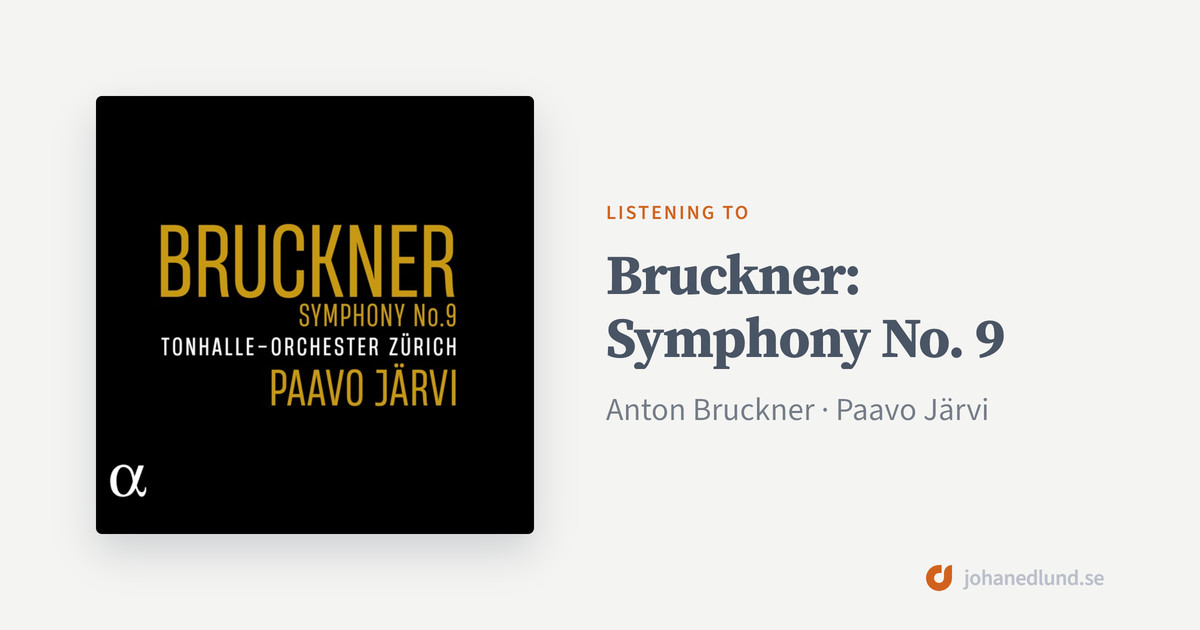 BRUCKNER
SYMPHONY No.9
TONHALLE-ORCHESTER ZÜRICH
PAAVO JÄRVI
α
LISTENING TO
Bruckner:
Symphony No. 9
Anton Bruckner · Paavo Järvi
johanedlund.se